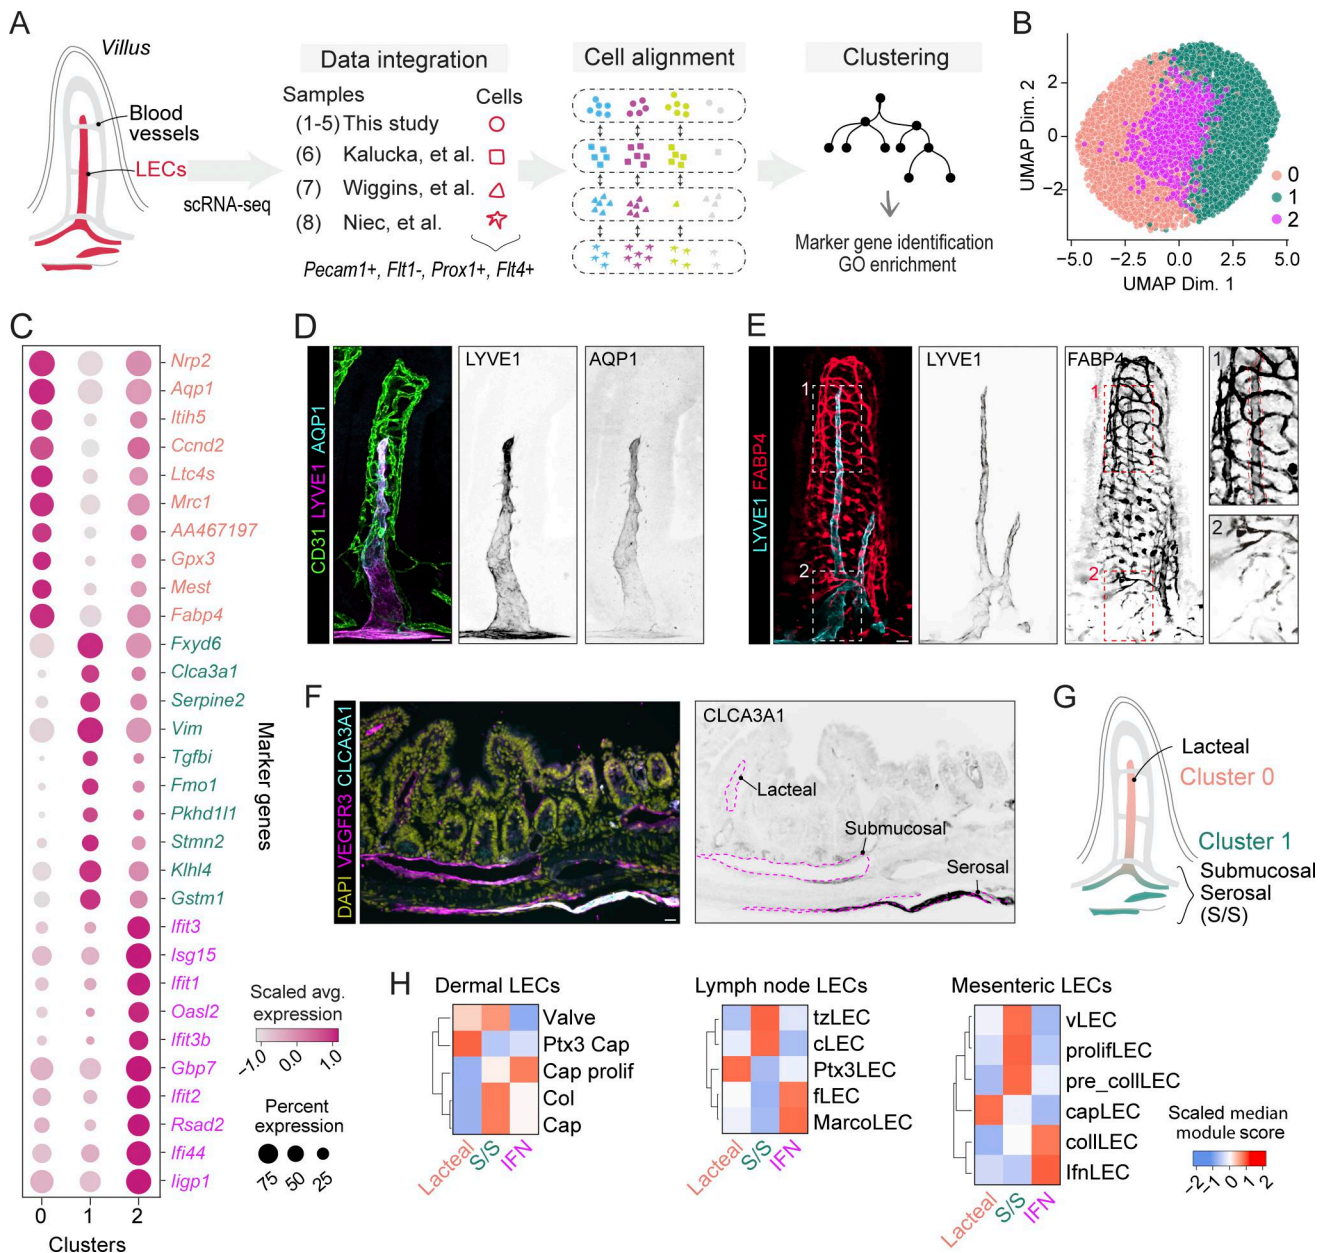 A
Villus
Blood
vessels
LECs
scRNA-seq
Data integration
Samples
Cells
(1-5) This study
(6) Kalucka, et al.
(7) Wiggins, et al.
(8) Niec, et al.
Pecam1+, Flt1-, Prox1+, Flt4+
Cell alignment
Clustering
Marker gene identification
GO enrichment
B
UMAP Dim. 2
2
0
−2
−5.0 −2.5 0.0 2.5 5.0
UMAP Dim. 1
0
1
2
C
Nrp2
Aqp1
Itih5
Ccnd2
Ltc4s
Mrc1
AA467197
Gpx3
Mest
Fabp4
Fxyd6
Clca3a1
Serpine2
Vim
Tgfbi
Fmo1
Pkhd1l1
Stmn2
Klhl4
Gstm1
Ifit3
Isg15
Ifit1
Oasl2
Ifit3b
Gbp7
Ifit2
Rsad2
Ifi44
Iigp1
Marker genes
0 1 2
Clusters
Scaled avg.
expression
−1.0 0.0 1.0
Percent
expression
75 50 25
D
CD31 LYVE1 AQP1
LYVE1
AQP1
E
LYVE1 FABP4
1
2
LYVE1
FABP4
1
2
1
2
F
DAPI VEGFR3 CLCA3A1
CLCA3A1
Lacteal
Submucosal
Serosal
G
Lacteal
Cluster 0
Cluster 1
Submucosal
Serosal
(S/S)
H
Dermal LECs
Valve
Ptx3 Cap
Cap prolif
Col
Cap
Lacteal S/S IFN
Lymph node LECs
tzLEC
cLEC
Ptx3LEC
fLEC
MarcoLEC
Lacteal S/S IFN
Mesenteric LECs
vLEC
prolifLEC
pre_collLEC
capLEC
collLEC
IfnLEC
Lacteal S/S IFN
Scaled median
module score
−2 −1 0 1 2